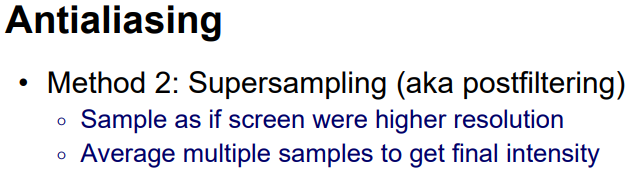 Antialiasing
• Method 2: Supersampling (aka postfiltering)
◦ Sample as if screen were higher resolution
◦ Average multiple samples to get final intensity